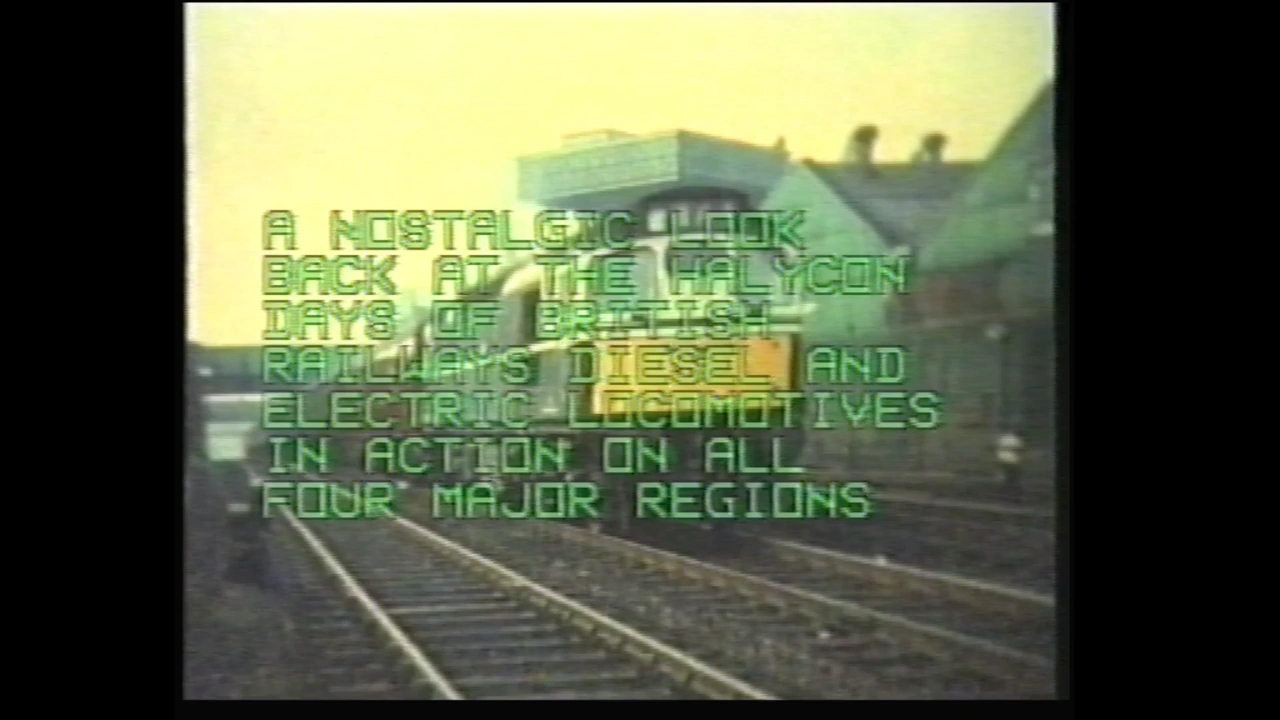 A NOSTALGIC LOOK
BACK AT THE HALYCON
DAYS OF BRITISH
RAILWAYS DIESEL AND
ELECTRIC LOCOMOTIVES
IN ACTION ON ALL
FOUR MAJOR REGIONS